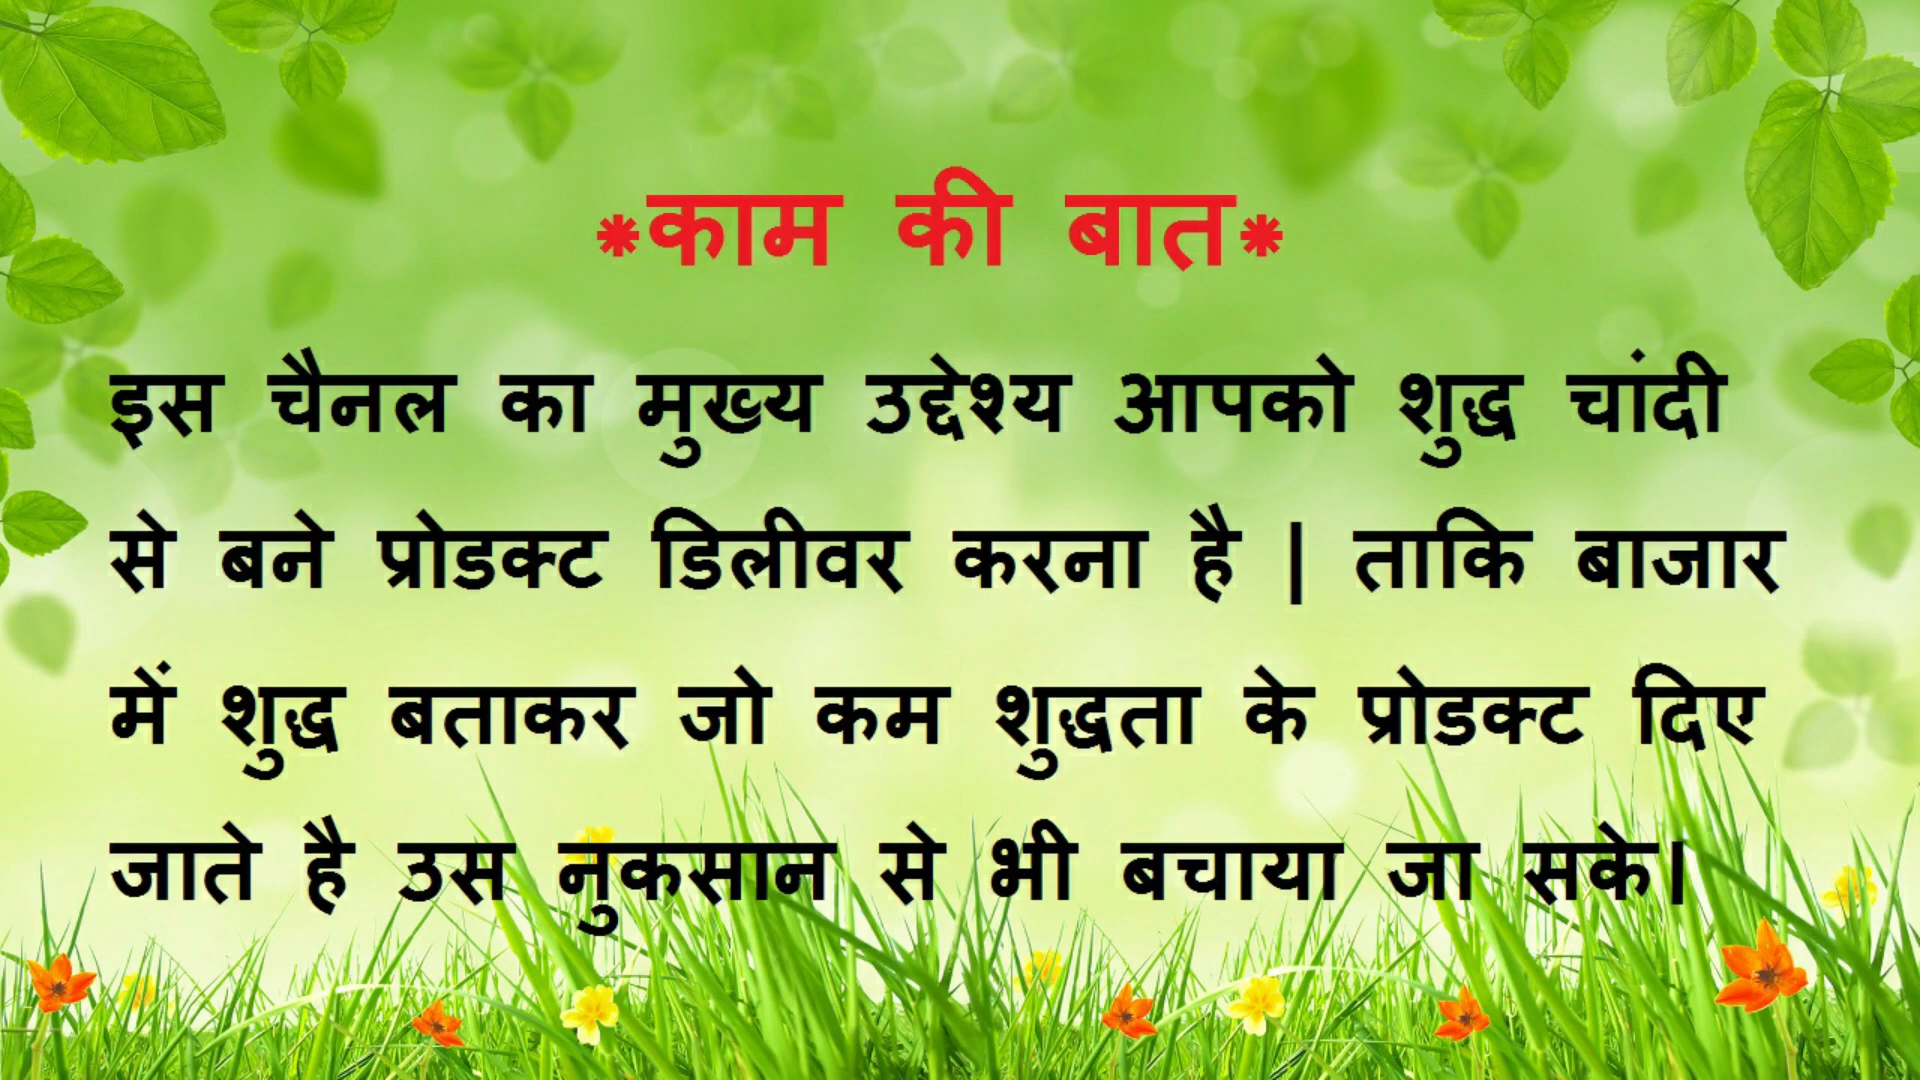 *काम की बात*
इस चैनल का मुख्य उद्देश्य आपको शुद्ध चांदी
से बने प्रोडक्ट डिलीवर करना है | ताकि बाजार
में शुद्ध बताकर जो कम शुद्धता के प्रोडक्ट दिए
जाते है उस नुकसान से भी बचाया जा सके।